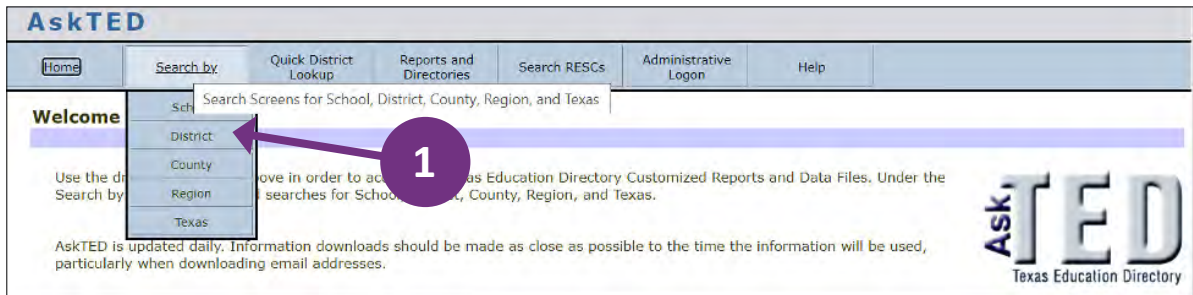 AskTED
Home
Search by
Quick District
Lookup
Reports and
Directories
Search RESCs
Administrative
Logon
Help
Search Screens for School, District, County, Region, and Texas
Sch
District
County
Region
Texas
Welcome
1
Use the ove in order to as Education Directory Customized Reports and Data Files. Under the
Search by searches for Scho County, Region, and Texas.
AskTED is updated daily. Information downloads should be made as close as possible to the time the information will be used,
particularly when downloading email addresses.
Ask
TED
Texas Education Directory